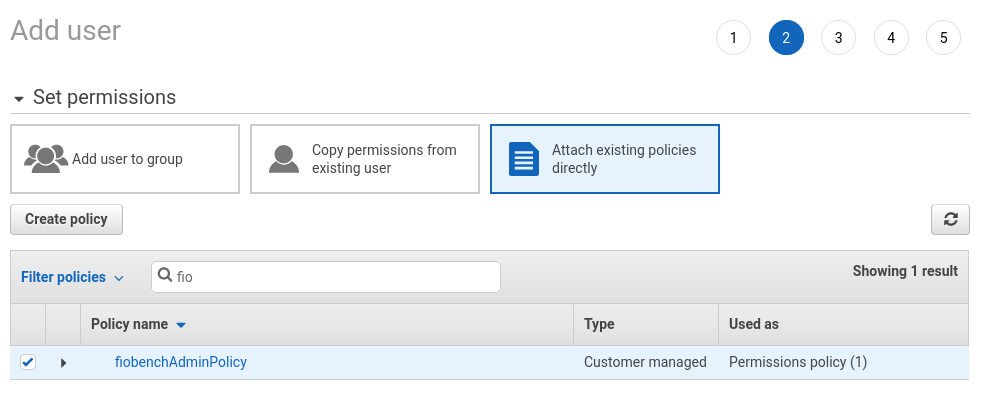 Add user
1 2 3 4 5
Set permissions
Add user to group
Copy permissions from
existing user
Attach existing policies
directly
Create policy
Filter policies
fio
Showing 1 result
Policy name Type Used as
fiobenchAdminPolicy Customer managed Permissions policy (1)